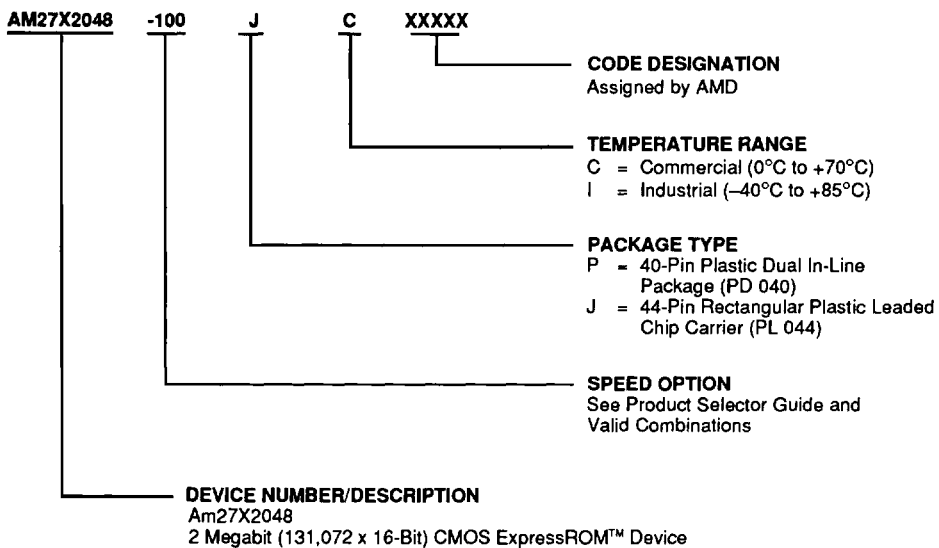 AM27X2048 -100 J C XXXXX
CODE DESIGNATION
Assigned by AMD
TEMPERATURE RANGE
C = Commercial (0°C to +70°C)
I = Industrial (–40°C to +85°C)
PACKAGE TYPE
P = 40-Pin Plastic Dual In-Line
Package (PD 040)
J = 44-Pin Rectangular Plastic Leaded
Chip Carrier (PL 044)
SPEED OPTION
See Product Selector Guide and
Valid Combinations
DEVICE NUMBER/DESCRIPTION
Am27X2048
2 Megabit (131,072 x 16-Bit) CMOS ExpressROM™ Device